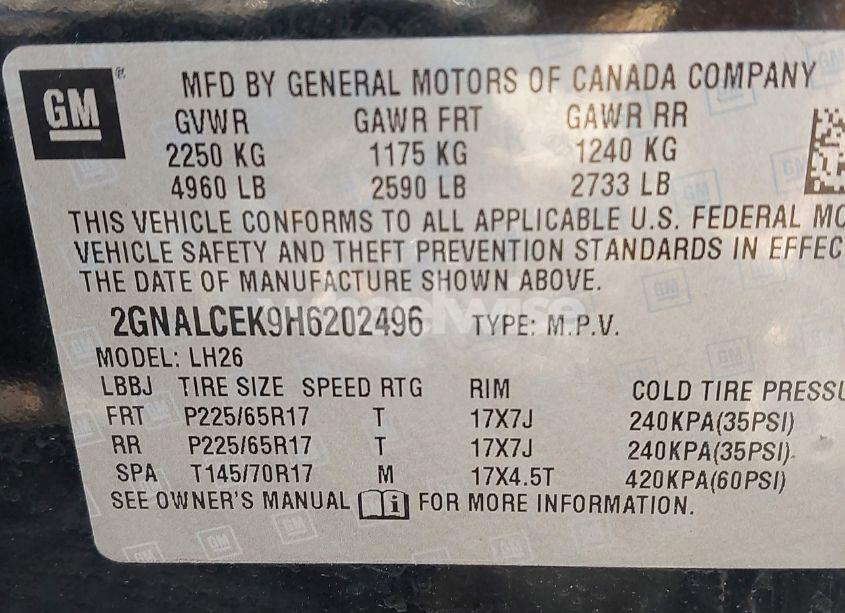 GM
®
MFD BY GENERAL MOTORS OF CANADA COMPANY
GVWR GAWR FRT GAWR RR
2250 KG 1175 KG 1240 KG
4960 LB 2590 LB 2733 LB
THIS VEHICLE CONFORMS TO ALL APPLICABLE U.S. FEDERAL MO
VEHICLE SAFETY AND THEFT PREVENTION STANDARDS IN EFFEC
THE DATE OF MANUFACTURE SHOWN ABOVE.
2GNALCEK9H6202496 TYPE: M.P.V.
MODEL: LH26
LBBJ TIRE SIZE SPEED RTG RIM COLD TIRE PRESSU
FRT P225/65R17 T 17X7J 240KPA(35PSI)
RR P225/65R17 T 17X7J 240KPA(35PSI)
SPA T145/70R17 M 17X4.5T 420KPA(60PSI)
SEE OWNER'S MANUAL i FOR MORE INFORMATION.